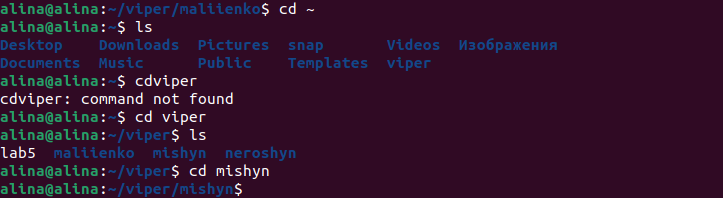 alina@alina:~/viper/maliienko$ cd ~
alina@alina:~$ ls
Desktop    Downloads  Pictures  snap       Videos  Изображения
Documents  Music      Public    Templates  viper
alina@alina:~$ cdviper
cdviper: command not found
alina@alina:~$ cd viper
alina@alina:~/viper$ ls
lab5  maliienko  mishyn  neroshyn
alina@alina:~/viper$ cd mishyn
alina@alina:~/viper/mishyn$